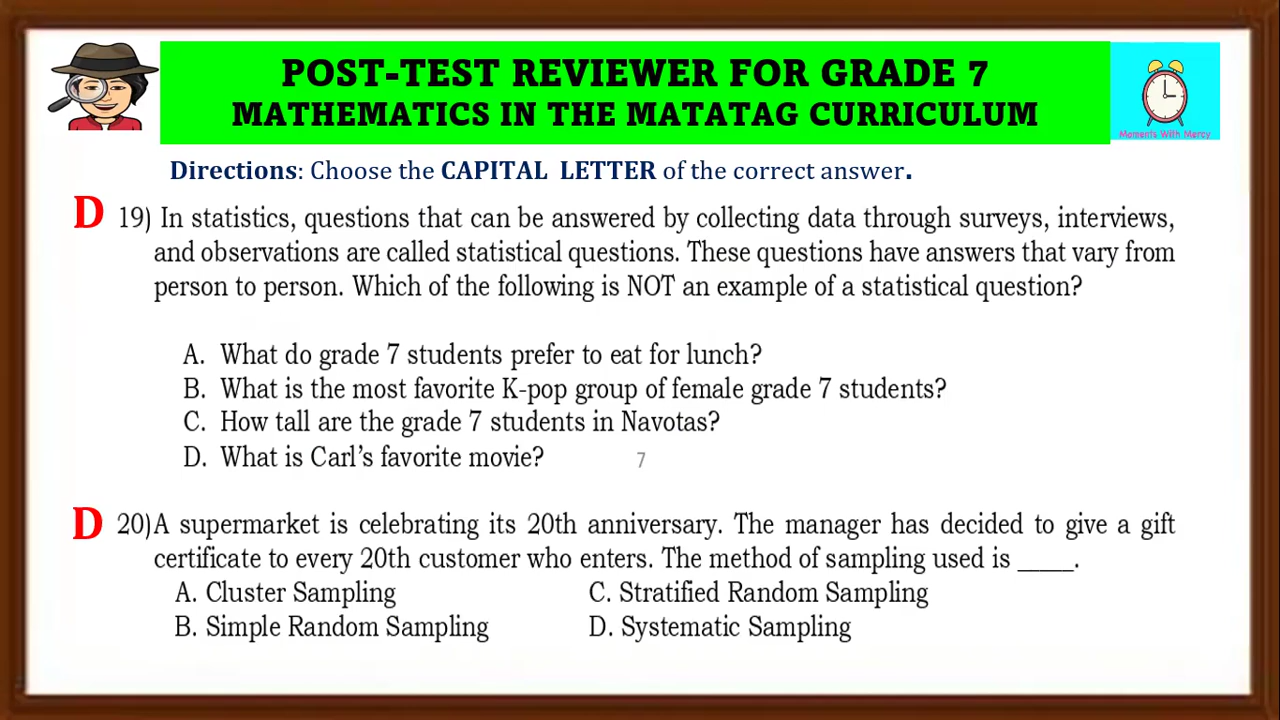 POST-TEST REVIEWER FOR GRADE 7
MATHEMATICS IN THE MATATAG CURRICULUM
Moments With Mercy
Directions: Choose the CAPITAL LETTER of the correct answer.
D 19) In statistics, questions that can be answered by collecting data through surveys, interviews,
and observations are called statistical questions. These questions have answers that vary from
person to person. Which of the following is NOT an example of a statistical question?
A. What do grade 7 students prefer to eat for lunch?
B. What is the most favorite K-pop group of female grade 7 students?
C. How tall are the grade 7 students in Navotas?
D. What is Carl's favorite movie?
7
D 20)A supermarket is celebrating its 20th anniversary. The manager has decided to give a gift
certificate to every 20th customer who enters. The method of sampling used is _____.
A. Cluster Sampling C. Stratified Random Sampling
B. Simple Random Sampling D. Systematic Sampling